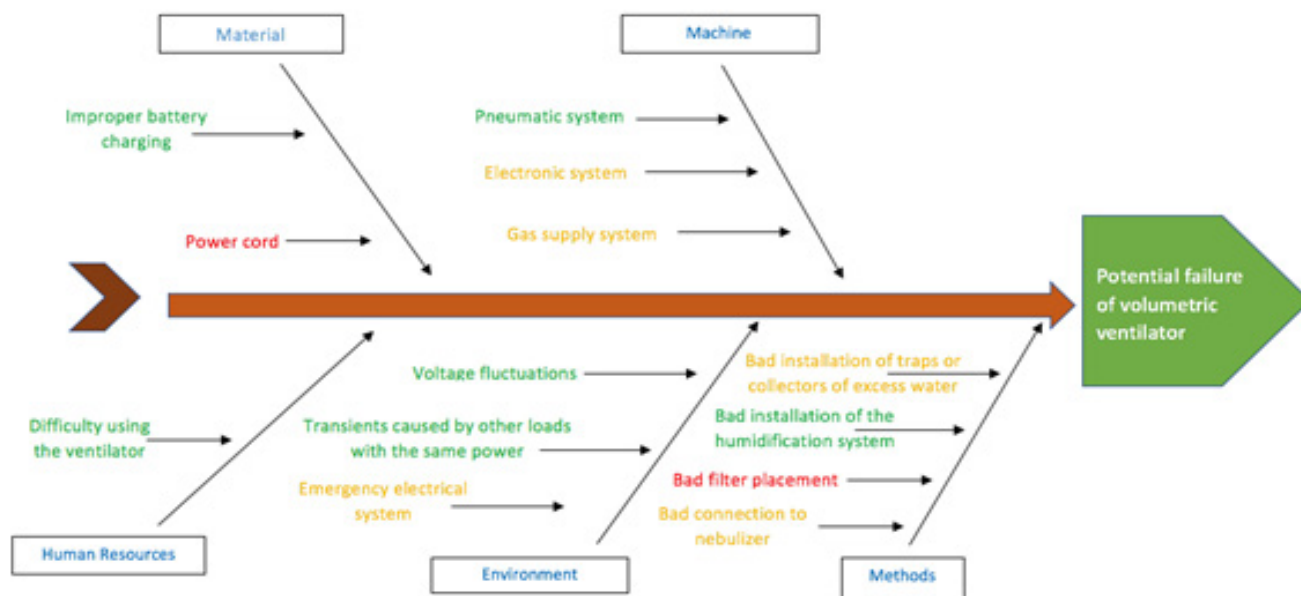 Material
Machine
Improper battery
charging
Power cord
Pneumatic system
Electronic system
Gas supply system
Potential failure
of volumetric
ventilator
Difficulty using
the ventilator
Human Resources
Voltage fluctuations
Transients caused by other loads
with the same power
Emergency electrical
system
Environment
Bad installation of traps or
collectors of excess water
Bad installation of the
humidification system
Bad filter placement
Bad connection to
nebulizer
Methods